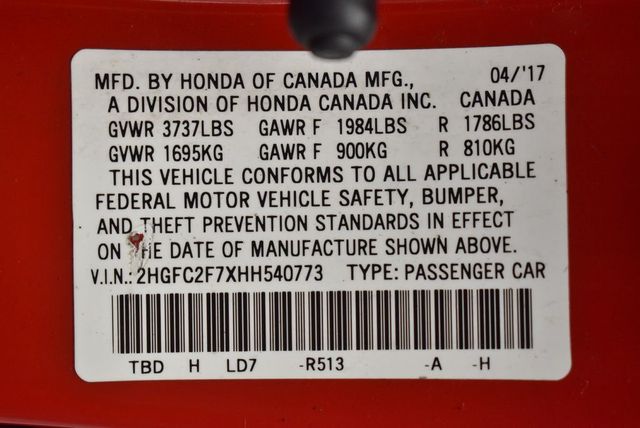 MFD. BY HONDA OF CANADA MFG., 04/'17
A DIVISION OF HONDA CANADA INC. CANADA
GVWR 3737LBS GAWR F 1984LBS R 1786LBS
GVWR 1695KG GAWR F 900KG R 810KG
THIS VEHICLE CONFORMS TO ALL APPLICABLE
FEDERAL MOTOR VEHICLE SAFETY, BUMPER,
AND THEFT PREVENTION STANDARDS IN EFFECT
ON THE DATE OF MANUFACTURE SHOWN ABOVE.
V.I.N.: 2HGFC2F7XHH540773 TYPE: PASSENGER CAR
TBD H LD7 -R513 -A -H